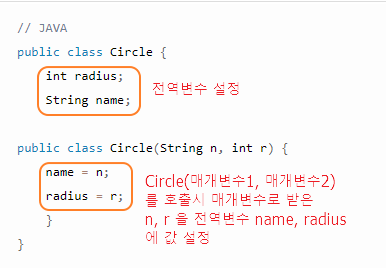 // JAVA
public class Circle {
int radius;
String name;
전역변수 설정
public class Circle(String n, int r) {
name = n;
radius = r;
}
Circle(매개변수1, 매개변수2)
를 호출시 매개변수로 받은
n, r 을 전역변수 name, radius
에 값 설정
}